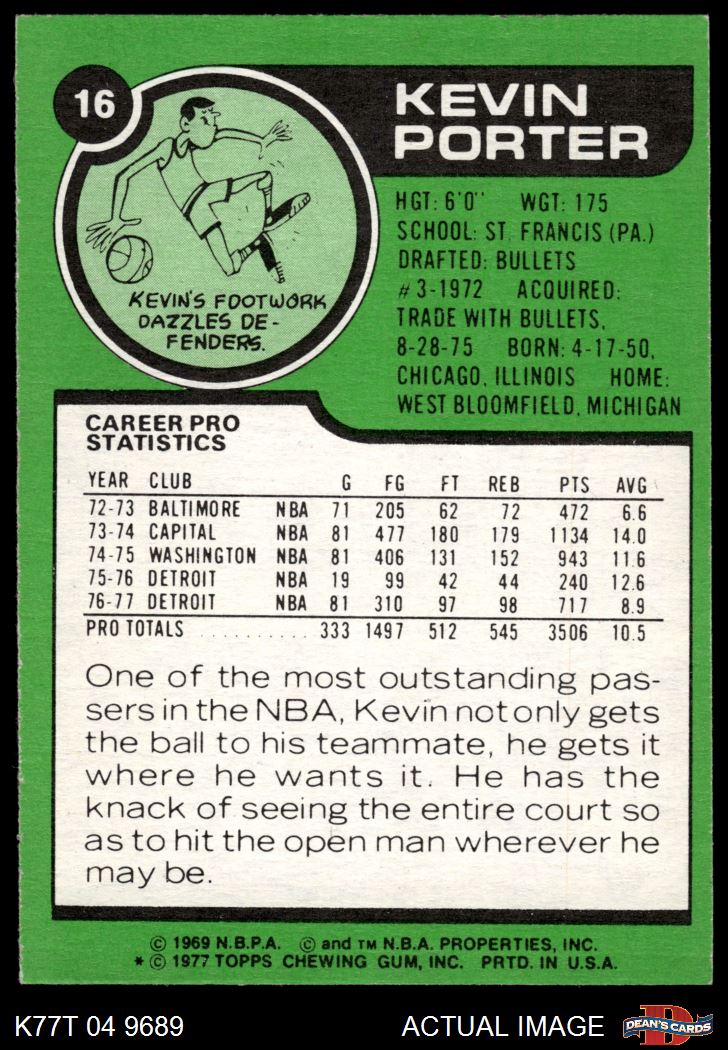 16
KEVIN
PORTER
HGT: 6'0" WGT: 175
SCHOOL: ST. FRANCIS (PA.)
DRAFTED: BULLETS
#3-1972 ACQUIRED:
TRADE WITH BULLETS,
8-28-75 BORN: 4-17-50,
CHICAGO, ILLINOIS HOME:
WEST BLOOMFIELD, MICHIGAN
KEVIN'S FOOTWORK
DAZZLES DE-
FENDERS.
CAREER PRO
STATISTICS
YEAR CLUB G FG FT REB PTS AVG
72-73 BALTIMORE NBA 71 205 62 72 472 6.6
73-74 CAPITAL NBA 81 477 180 179 1134 14.0
74-75 WASHINGTON NBA 81 406 131 152 943 11.6
75-76 DETROIT NBA 19 99 42 44 240 12.6
76-77 DETROIT NBA 81 310 97 98 717 8.9
PRO TOTALS .......... 333 1497 512 545 3506 10.5
One of the most outstanding pas-
sers in the NBA, Kevin not only gets
the ball to his teammate, he gets it
where he wants it. He has the
knack of seeing the entire court so
as to hit the open man wherever he
may be.
© 1969 N.B.P.A. © and TM N.B.A. PROPERTIES, INC.
* © 1977 TOPPS CHEWING GUM, INC. PRTD. IN U.S.A.
K77T 04 9689 ACTUAL IMAGE D DEAN'S CARDS